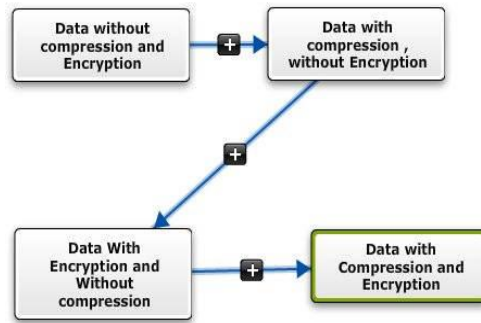 Data without
compression and
Encryption
Data with
compression ,
without Encryption
Data With
Encryption and
Without
compression
Data with
Compression and
Encryption